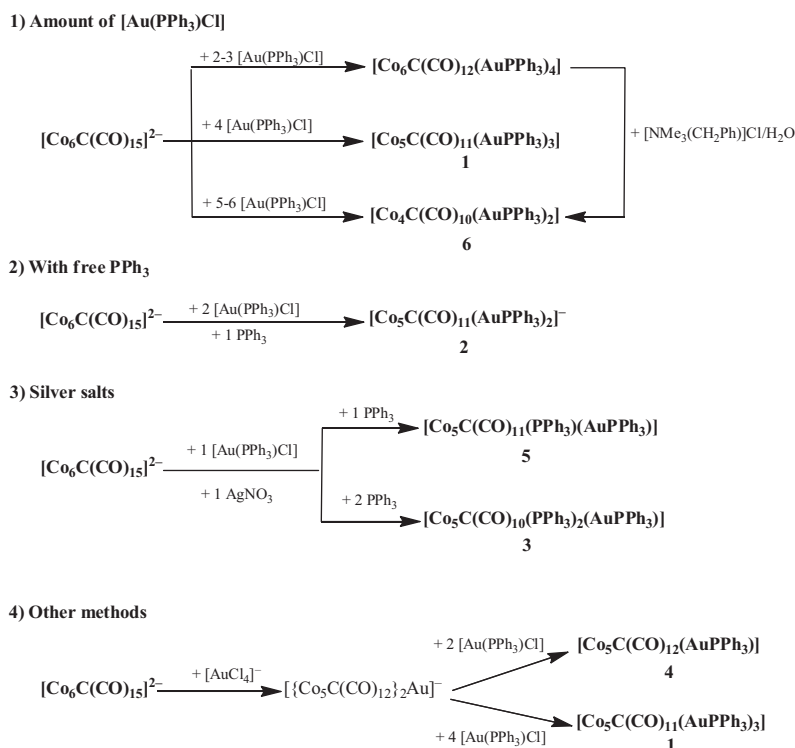 1) Amount of [Au(PPh₃)Cl]
+ 2-3 [Au(PPh₃)Cl]
[Co₆C(CO)₁₂(AuPPh₃)₄]
[Co₆C(CO)₁₅]²⁻
+ 4 [Au(PPh₃)Cl]
[Co₅C(CO)₁₁(AuPPh₃)₃]
1
+ [NMe₃(CH₂Ph)]Cl/H₂O
+ 5-6 [Au(PPh₃)Cl]
[Co₄C(CO)₁₀(AuPPh₃)₂]
6
2) With free PPh₃
[Co₆C(CO)₁₅]²⁻
+ 2 [Au(PPh₃)Cl]
+ 1 PPh₃
[Co₅C(CO)₁₁(AuPPh₃)₂]⁻
2
3) Silver salts
[Co₆C(CO)₁₅]²⁻
+ 1 [Au(PPh₃)Cl]
+ 1 AgNO₃
+ 1 PPh₃
[Co₅C(CO)₁₁(PPh₃)(AuPPh₃)]
5
+ 2 PPh₃
[Co₅C(CO)₁₀(PPh₃)₂(AuPPh₃)]
3
4) Other methods
[Co₆C(CO)₁₅]²⁻
+ [AuCl₄]⁻
[{Co₅C(CO)₁₂}₂Au]⁻
+ 2 [Au(PPh₃)Cl]
[Co₅C(CO)₁₂(AuPPh₃)]
4
+ 4 [Au(PPh₃)Cl]
[Co₅C(CO)₁₁(AuPPh₃)₃]
1